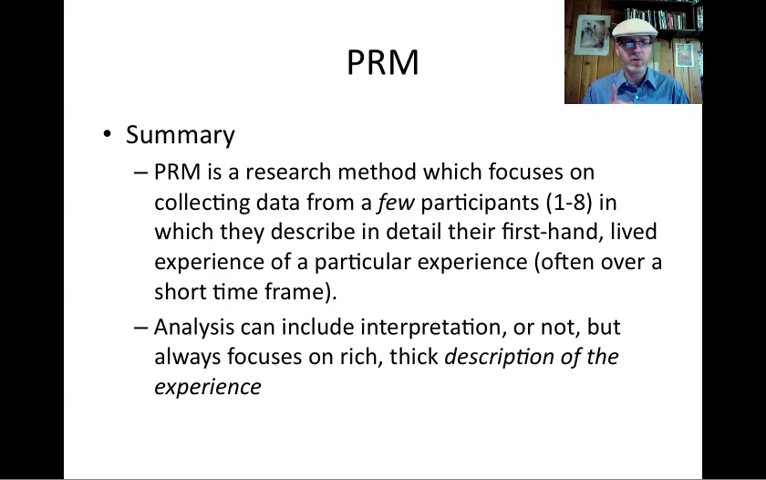 PRM
• Summary
– PRM is a research method which focuses on
collecting data from a few participants (1-8) in
which they describe in detail their first-hand, lived
experience of a particular experience (often over a
short time frame).
– Analysis can include interpretation, or not, but
always focuses on rich, thick description of the
experience